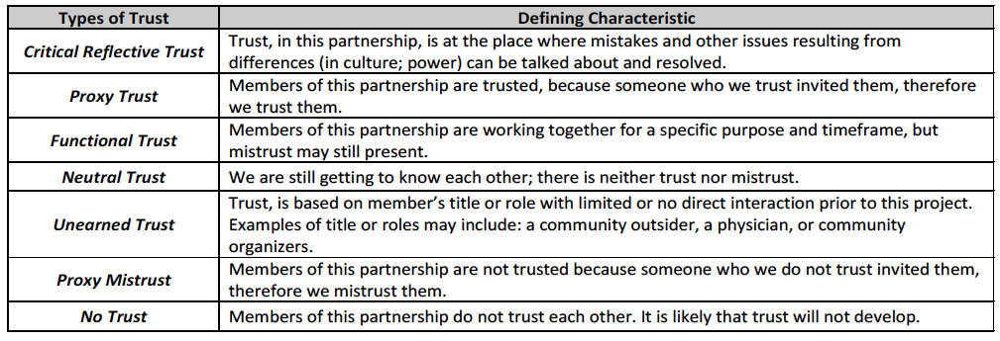 Types of Trust Defining Characteristic
Critical Reflective Trust
Trust, in this partnership, is at the place where mistakes and other issues resulting from
differences (in culture; power) can be talked about and resolved.
Proxy Trust
Members of this partnership are trusted, because someone who we trust invited them, therefore
we trust them.
Functional Trust
Members of this partnership are working together for a specific purpose and timeframe, but
mistrust may still present.
Neutral Trust
We are still getting to know each other; there is neither trust nor mistrust.
Unearned Trust
Trust, is based on member’s title or role with limited or no direct interaction prior to this project.
Examples of title or roles may include: a community outsider, a physician, or community
organizers.
Proxy Mistrust
Members of this partnership are not trusted because someone who we do not trust invited them,
therefore we mistrust them.
No Trust
Members of this partnership do not trust each other. It is likely that trust will not develop.